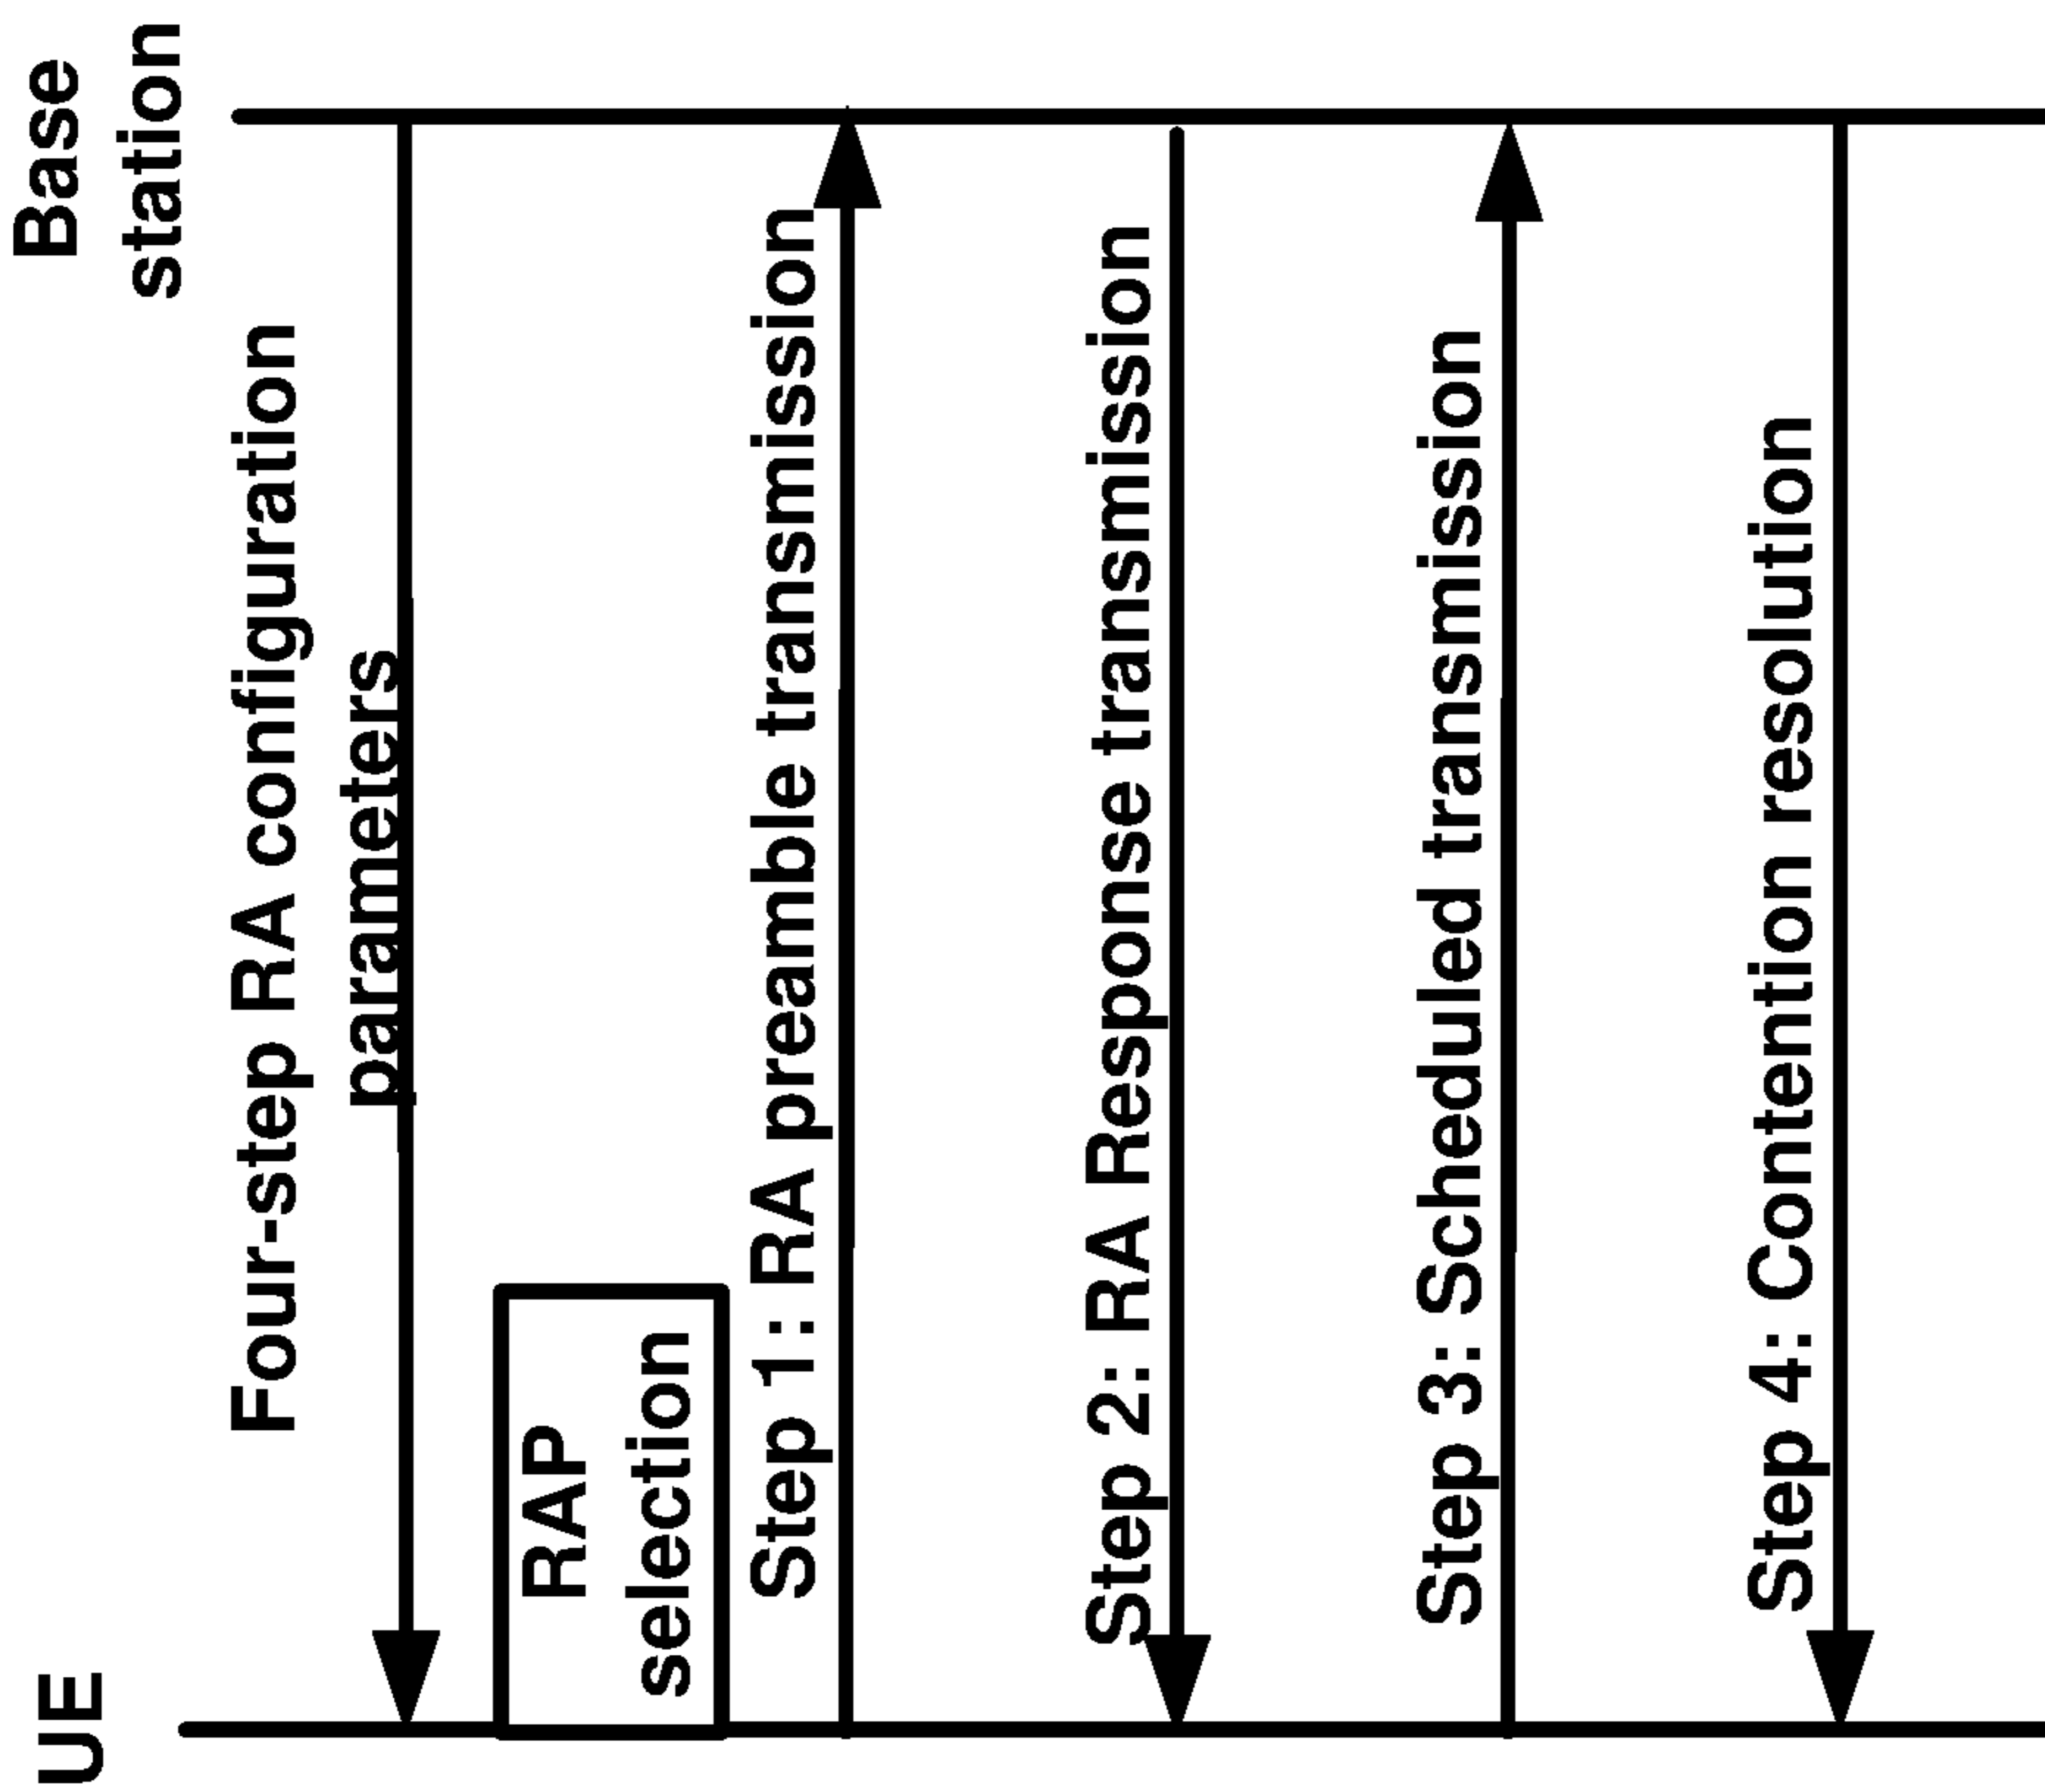 UE
Base
station
Four-step RA configuration
parameters
RAP
selection
Step 1: RA preamble transmission
Step 2: RA Response transmission
Step 3: Scheduled transmission
Step 4: Contention resolution